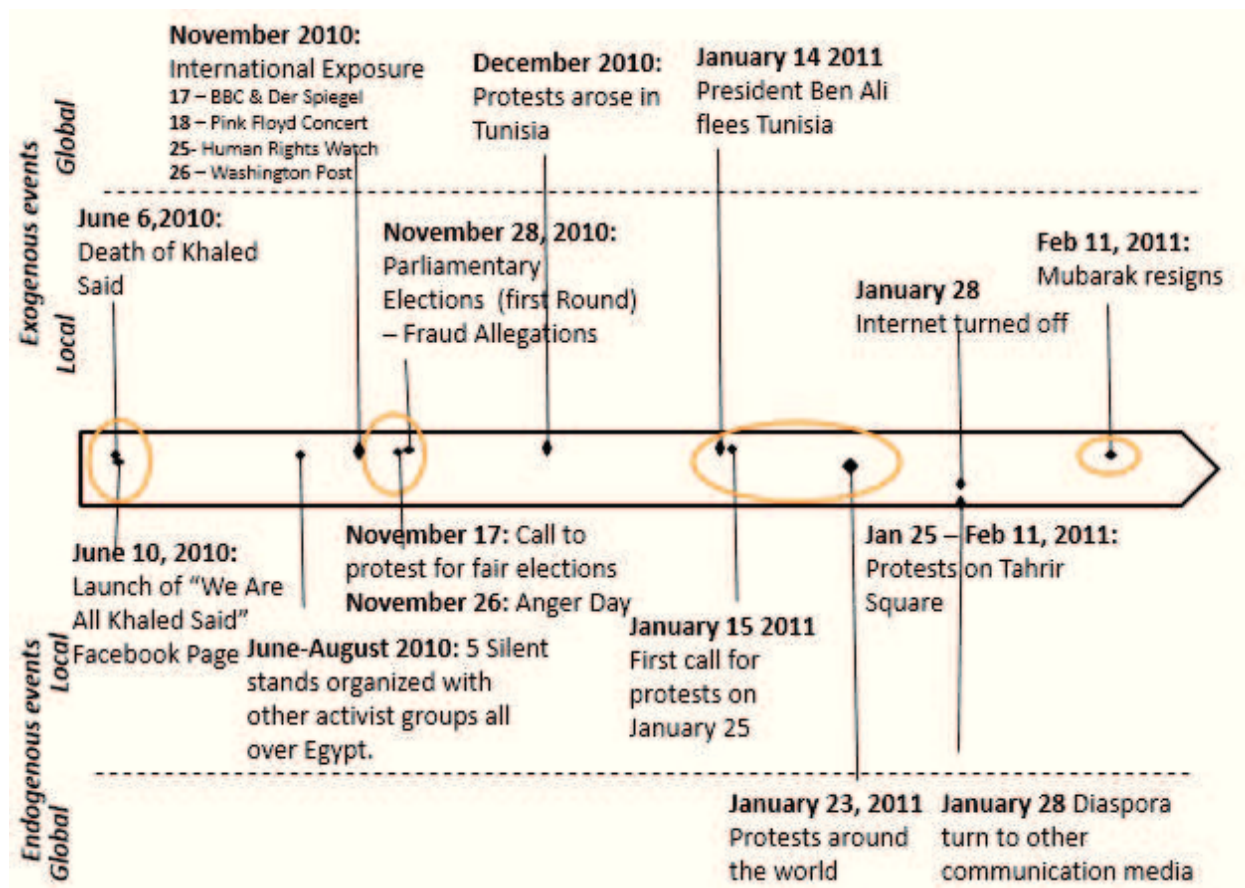 November 2010:
International Exposure
17 – BBC & Der Spiegel
18 – Pink Floyd Concert
25- Human Rights Watch
26 – Washington Post
December 2010:
Protests arose in
Tunisia
January 14 2011
President Ben Ali
flees Tunisia
Exogenous events
Global
Local
June 6,2010:
Death of Khaled
Said
November 28, 2010:
Parliamentary
Elections (first Round)
– Fraud Allegations
January 28
Internet turned off
Feb 11, 2011:
Mubarak resigns
June 10, 2010:
Launch of “We Are
All Khaled Said”
Facebook Page
June-August 2010: 5 Silent
stands organized with
other activist groups all
over Egypt.
November 17: Call to
protest for fair elections
November 26: Anger Day
January 15 2011
First call for
protests on
January 25
Jan 25 – Feb 11, 2011:
Protests on Tahrir
Square
Endogenous events
Local
Global
January 23, 2011
Protests around
the world
January 28 Diaspora
turn to other
communication media